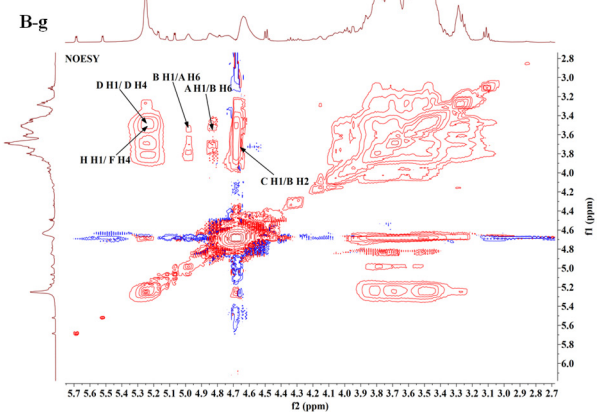 B-g
NOESY
D H1/ D H4
B H1/A H6
A H1/B H6
H H1/ F H4
C H1/B H2
2.8
3.0
3.2
3.4
3.6
3.8
4.0
4.2
4.4
4.6
4.8
5.0
5.2
5.4
5.6
5.8
6.0
f1 (ppm)
5.7 5.6 5.5 5.4 5.3 5.2 5.1 5.0 4.9 4.8 4.7 4.6 4.5 4.4 4.3 4.2 4.1 4.0 3.9 3.8 3.7 3.6 3.5 3.4 3.3 3.2 3.1 3.0 2.9 2.8 2.7
f2 (ppm)